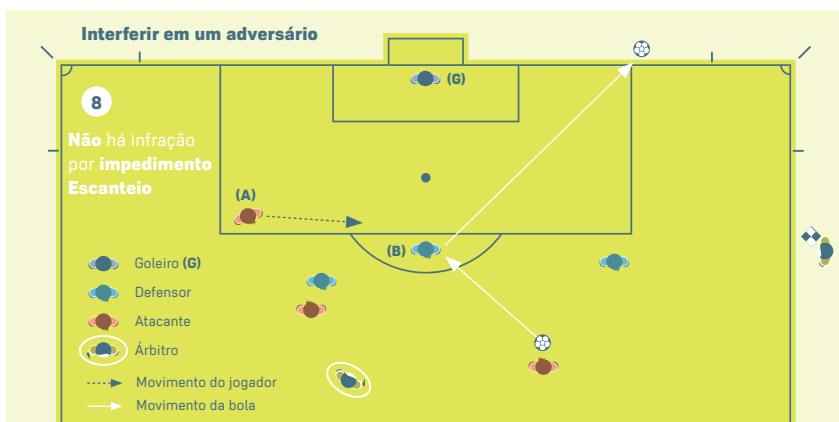 Interferir em um adversário
(G)
8
Não há infração
por impedimento
Escanteio
(A)
(B)
Goleiro (G)
Defensor
Atacante
Árbitro
Movimento do jogador
Movimento da bola